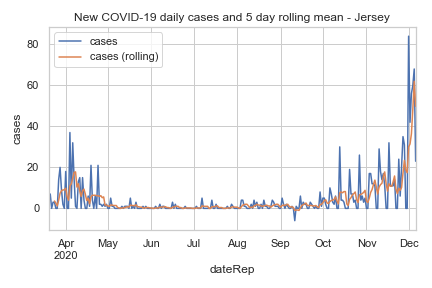 New COVID-19 daily cases and 5 day rolling mean - Jersey
cases
cases (rolling)
80
60
40
20
0
cases
Apr May Jun Jul Aug Sep Oct Nov Dec
2020
dateRep